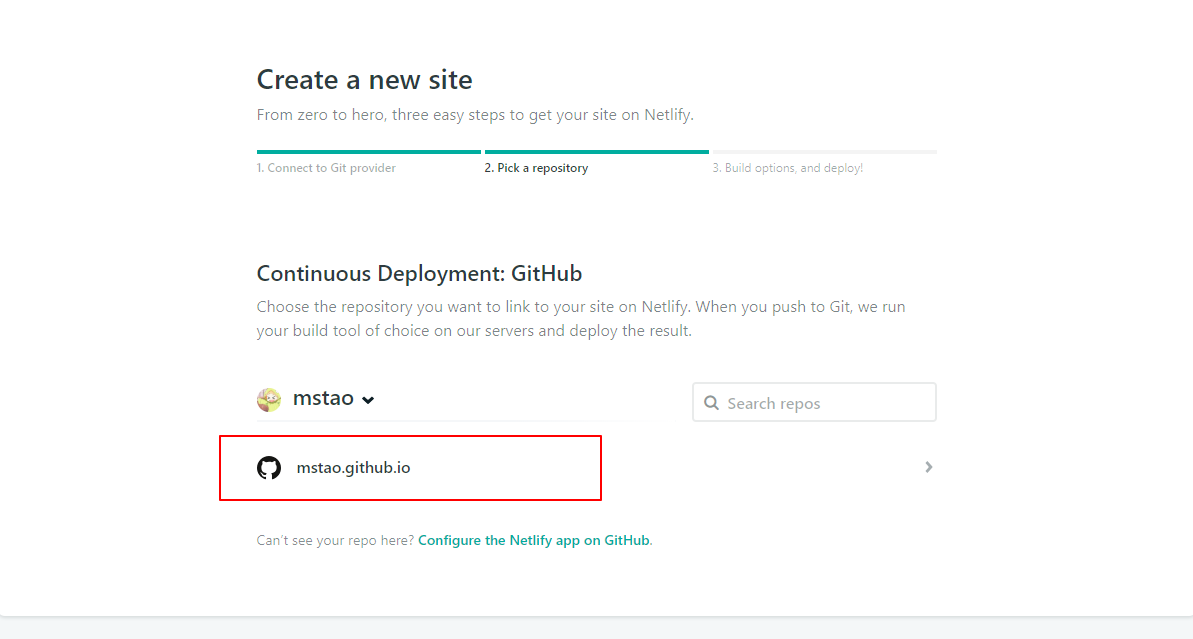 Create a new site
From zero to hero, three easy steps to get your site on Netlify.
1. Connect to Git provider
2. Pick a repository
3. Build options, and deploy!
Continuous Deployment: GitHub
Choose the repository you want to link to your site on Netlify. When you push to Git, we run
your build tool of choice on our servers and deploy the result.
mstao
Search repos
mstao.github.io
Can't see your repo here? Configure the Netlify app on GitHub.